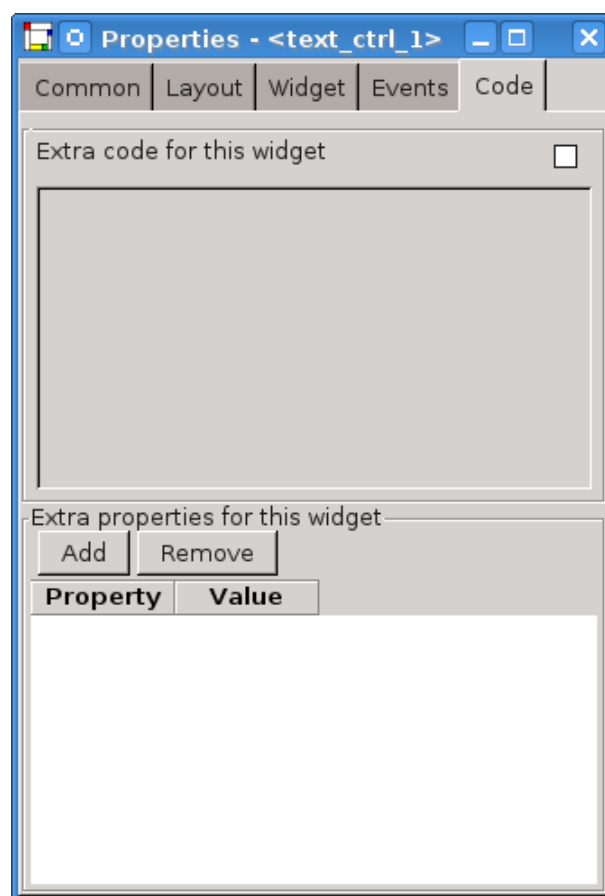 Properties - <text_ctrl_1>
Common Layout Widget Events Code
Extra code for this widget
Extra properties for this widget
Add Remove
Property Value